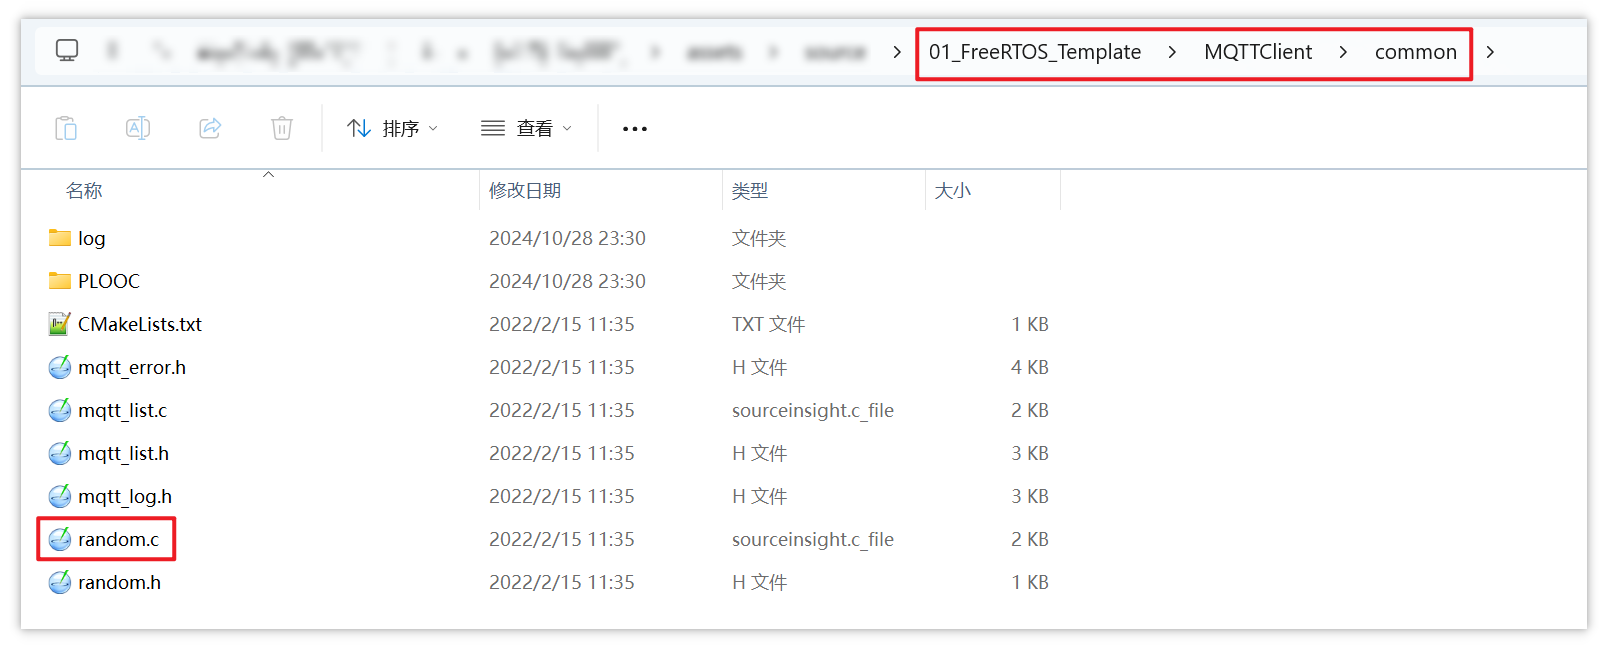 01_FreeRTOS_Template > MQTTClient > common >
排序 查看
名称 修改日期 类型 大小
log 2024/10/28 23:30 文件夹
PLOOC 2024/10/28 23:30 文件夹
CMakeLists.txt 2022/2/15 11:35 TXT 文件 1 KB
mqtt_error.h 2022/2/15 11:35 H 文件 4 KB
mqtt_list.c 2022/2/15 11:35 sourceinsight.c_file 2 KB
mqtt_list.h 2022/2/15 11:35 H 文件 3 KB
mqtt_log.h 2022/2/15 11:35 H 文件 3 KB
random.c 2022/2/15 11:35 sourceinsight.c_file 2 KB
random.h 2022/2/15 11:35 H 文件 1 KB